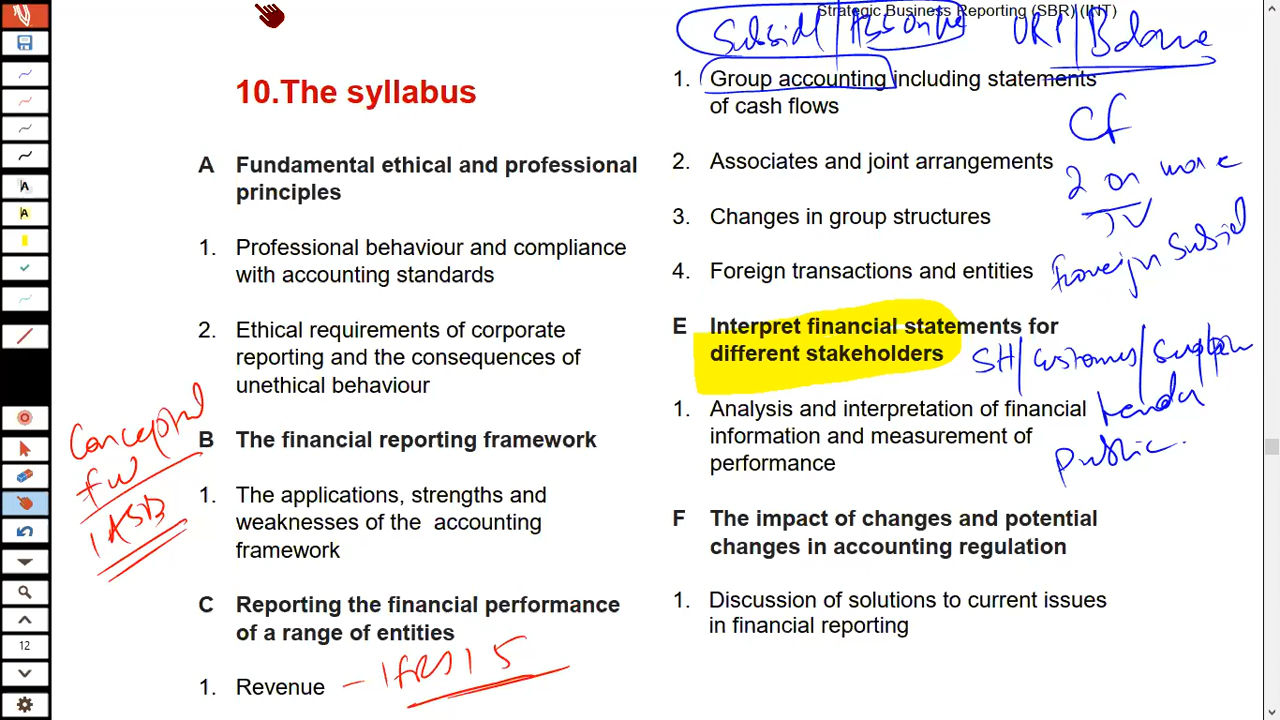 Strategic Business Reporting (SBR) (INT)
Subsid / Associate / Balance
10.The syllabus
A Fundamental ethical and professional
principles
1. Professional behaviour and compliance
with accounting standards
2. Ethical requirements of corporate
reporting and the consequences of
unethical behaviour
Conceptual
fw
IASB
B The financial reporting framework
1. The applications, strengths and
weaknesses of the accounting
framework
C Reporting the financial performance
of a range of entities
1. Revenue – IFRS 15
1. Group accounting including statements
of cash flows
Cf
2. Associates and joint arrangements
2 or more
JV
3. Changes in group structures
4. Foreign transactions and entities
Foreign Subsid
E Interpret financial statements for
different stakeholders
SH / Customers /
1. Analysis and interpretation of financial
information and measurement of
performance
Public
F The impact of changes and potential
changes in accounting regulation
1. Discussion of solutions to current issues
in financial reporting
A
A
12